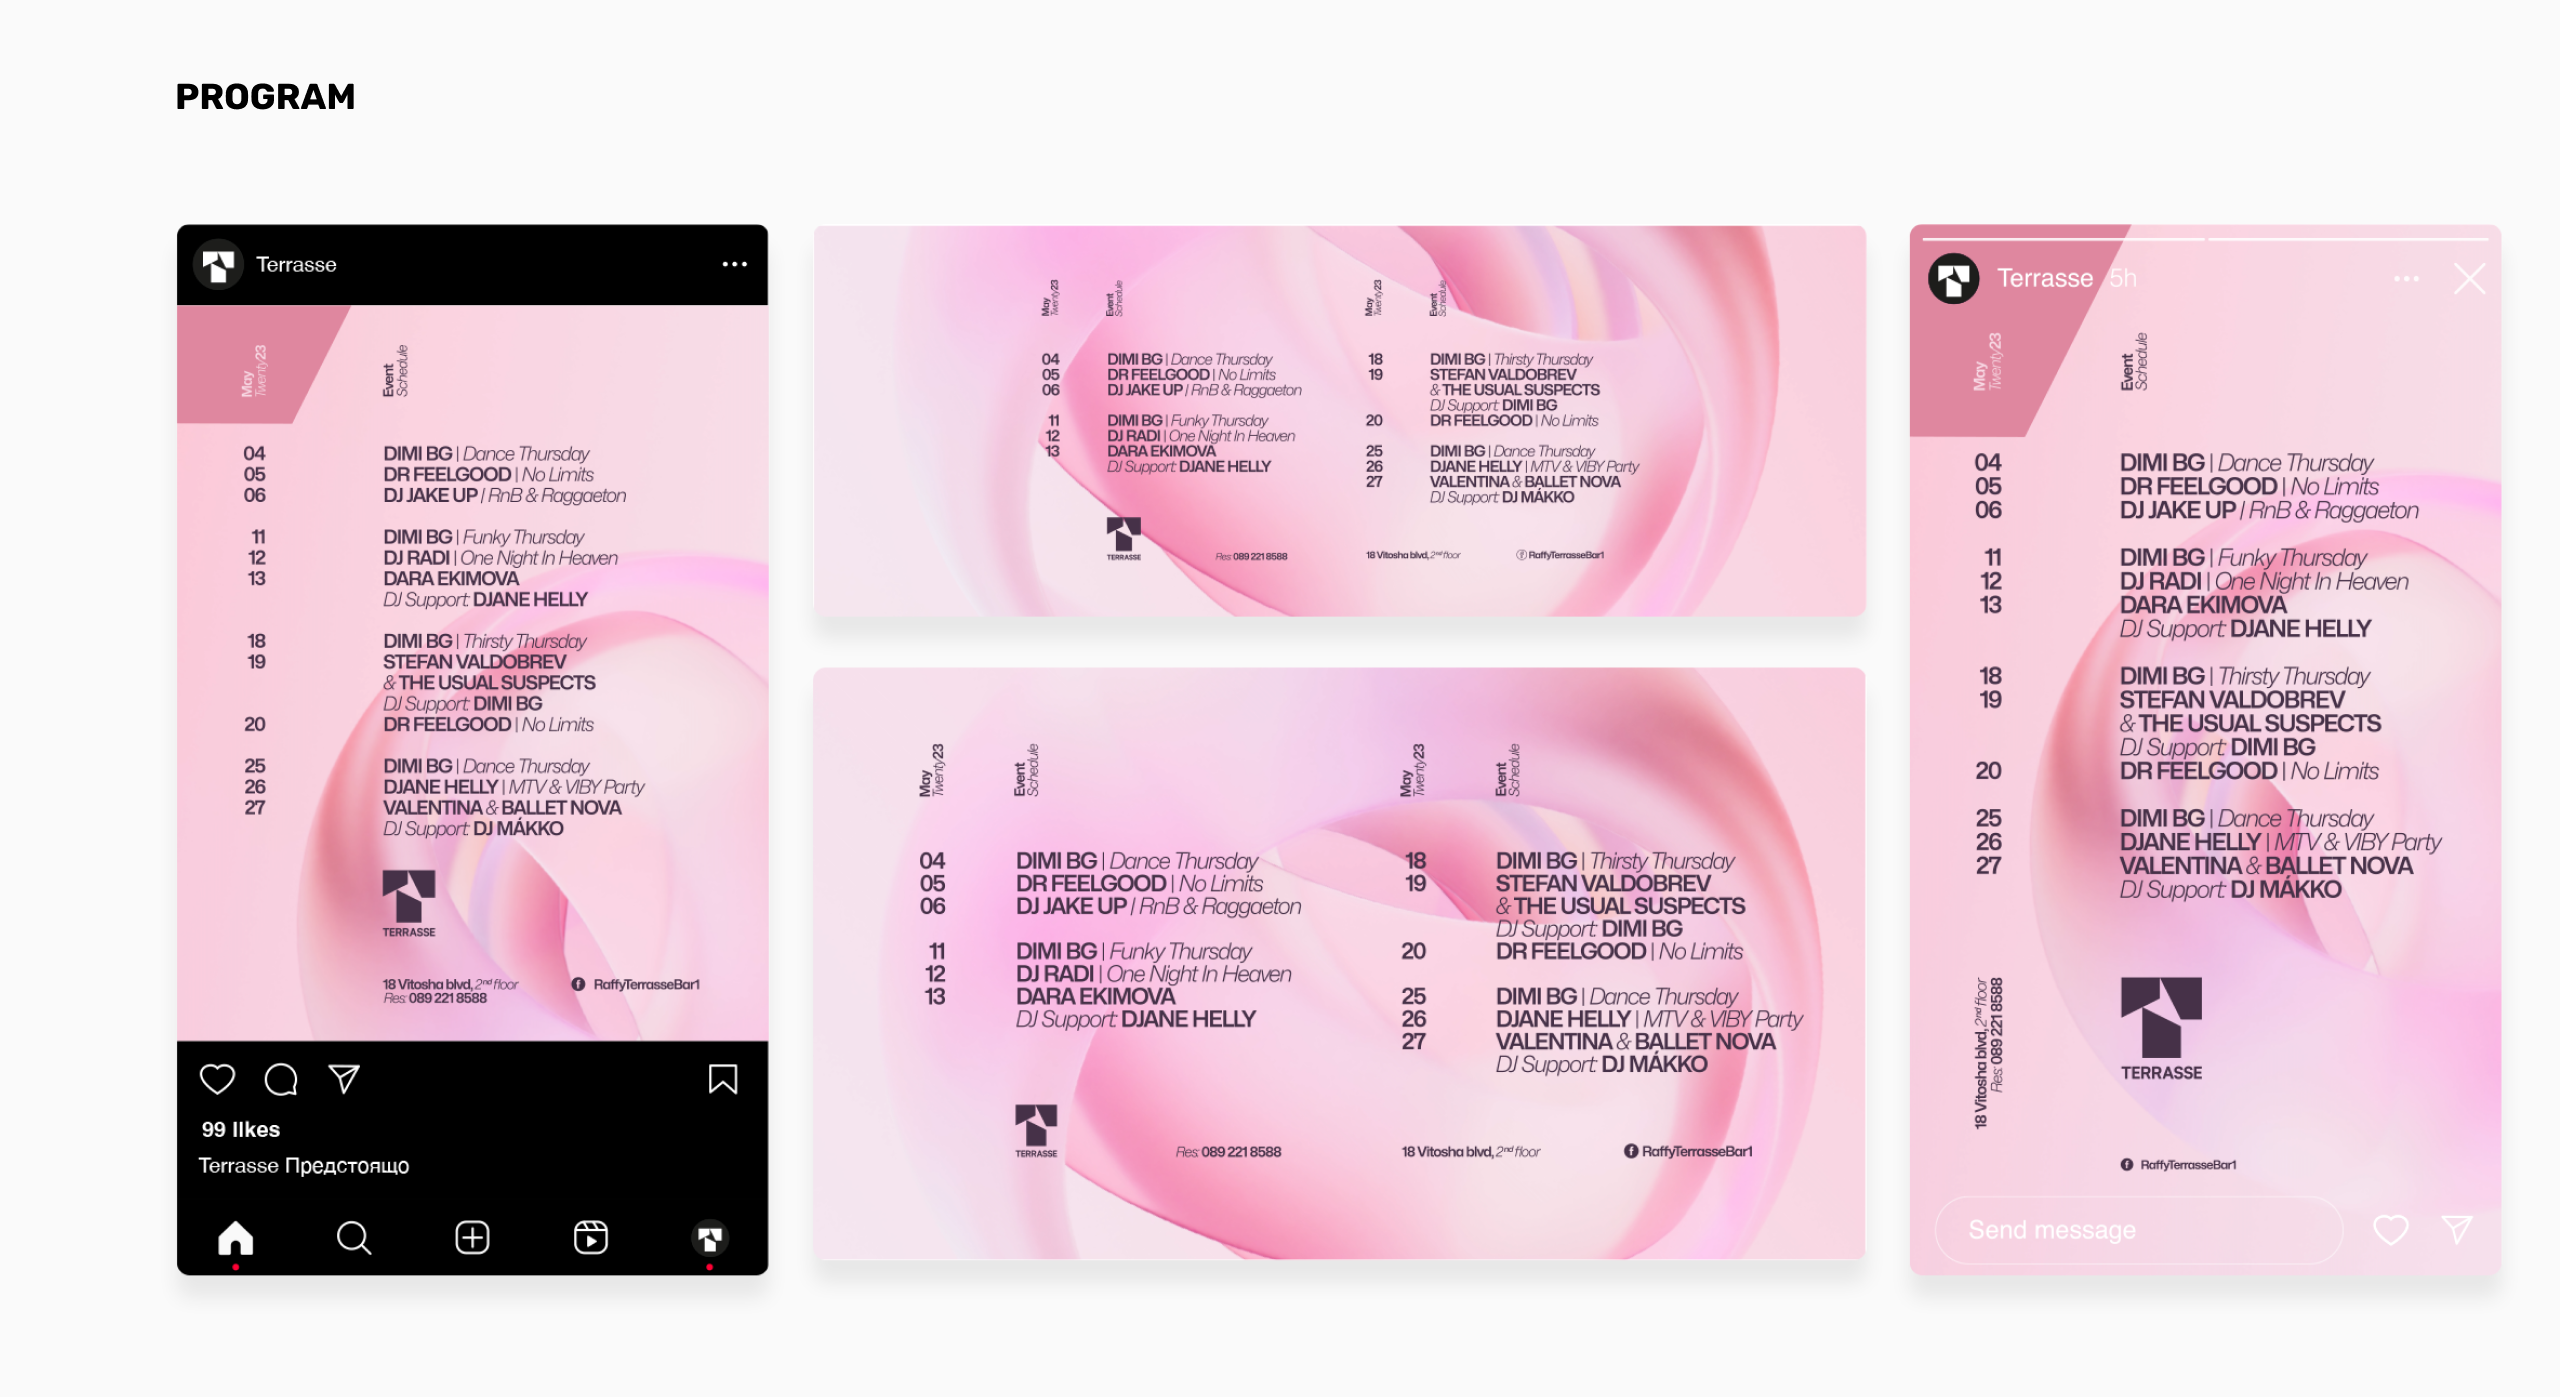 PROGRAM
Terrasse
May
Twenty23
Event
Schedule
04 DIMI BG | Dance Thursday
05 DR FEELGOOD | No Limits
06 DJ JAKE UP / RnB & Raggaeton
11 DIMI BG | Funky Thursday
12 DJ RADI | One Night In Heaven
13 DARA EKIMOVA
DJ Support: DJANE HELLY
18 DIMI BG | Thirsty Thursday
19 STEFAN VALDOBREV
& THE USUAL SUSPECTS
DJ Support: DIMI BG
20 DR FEELGOOD | No Limits
25 DIMI BG | Dance Thursday
26 DJANE HELLY | MTV & VIBY Party
27 VALENTINA & BALLET NOVA
DJ Support: DJ MÁKKO
TERRASSE
18 Vitosha blvd, 2nd floor
Res: 089 221 8588
RaffyTerrasseBar1
99 lIkes
Terrasse Предстоящо
May
Twenty23
Event
Schedule
04 DIMI BG | Dance Thursday
05 DR FEELGOOD | No Limits
06 DJ JAKE UP / RnB & Raggaeton
11 DIMI BG | Funky Thursday
12 DJ RADI | One Night In Heaven
13 DARA EKIMOVA
DJ Support: DJANE HELLY
May
Twenty23
Event
Schedule
18 DIMI BG | Thirsty Thursday
19 STEFAN VALDOBREV
& THE USUAL SUSPECTS
DJ Support: DIMI BG
20 DR FEELGOOD | No Limits
25 DIMI BG | Dance Thursday
26 DJANE HELLY | MTV & VIBY Party
27 VALENTINA & BALLET NOVA
DJ Support: DJ MÁKKO
TERRASSE
Res: 089 221 8588
18 Vitosha blvd, 2nd floor
RaffyTerrasseBar1
May
Twenty23
Event
Schedule
04 DIMI BG | Dance Thursday
05 DR FEELGOOD | No Limits
06 DJ JAKE UP / RnB & Raggaeton
11 DIMI BG | Funky Thursday
12 DJ RADI | One Night In Heaven
13 DARA EKIMOVA
DJ Support: DJANE HELLY
May
Twenty23
Event
Schedule
18 DIMI BG | Thirsty Thursday
19 STEFAN VALDOBREV
& THE USUAL SUSPECTS
DJ Support: DIMI BG
20 DR FEELGOOD | No Limits
25 DIMI BG | Dance Thursday
26 DJANE HELLY | MTV & VIBY Party
27 VALENTINA & BALLET NOVA
DJ Support: DJ MÁKKO
TERRASSE
Res: 089 221 8588
18 Vitosha blvd, 2nd floor
RaffyTerrasseBar1
Terrasse 5h
May
Twenty23
Event
Schedule
04 DIMI BG | Dance Thursday
05 DR FEELGOOD | No Limits
06 DJ JAKE UP / RnB & Raggaeton
11 DIMI BG | Funky Thursday
12 DJ RADI | One Night In Heaven
13 DARA EKIMOVA
DJ Support: DJANE HELLY
18 DIMI BG | Thirsty Thursday
19 STEFAN VALDOBREV
& THE USUAL SUSPECTS
DJ Support: DIMI BG
20 DR FEELGOOD | No Limits
25 DIMI BG | Dance Thursday
26 DJANE HELLY | MTV & VIBY Party
27 VALENTINA & BALLET NOVA
DJ Support: DJ MÁKKO
18 Vitosha blvd, 2nd floor
Res: 089 221 8588
TERRASSE
RaffyTerrasseBar1
Send message